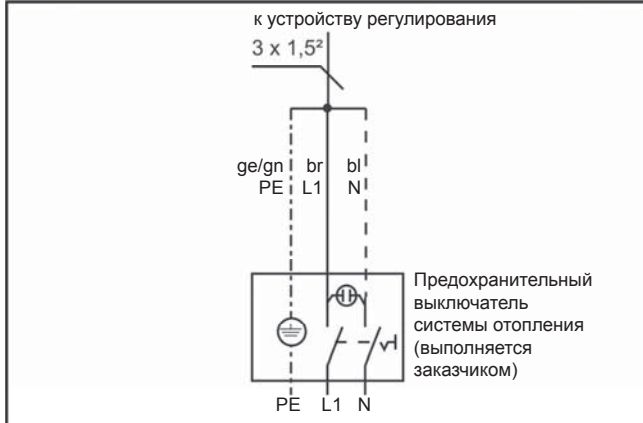 к устройству регулирования
3 x 1,5²
ge/gn br bl
PE L1 N
Предохранительный
выключатель
системы отопления
(выполняется
заказчиком)
PE L1 N